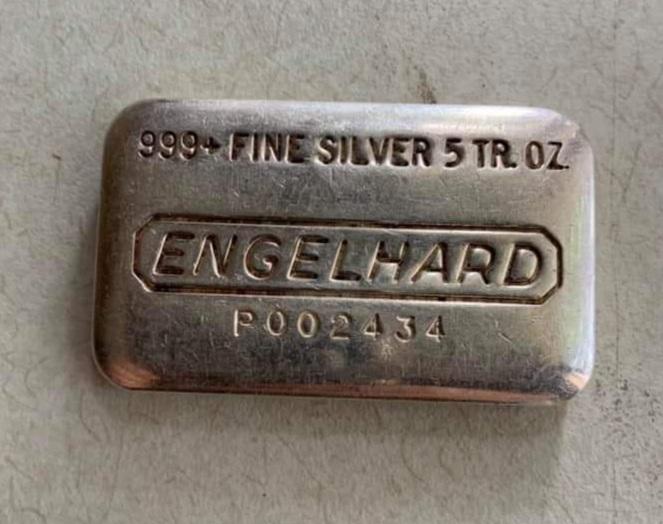 999+ FINE SILVER 5 TR. OZ.
ENGELHARD
P002434